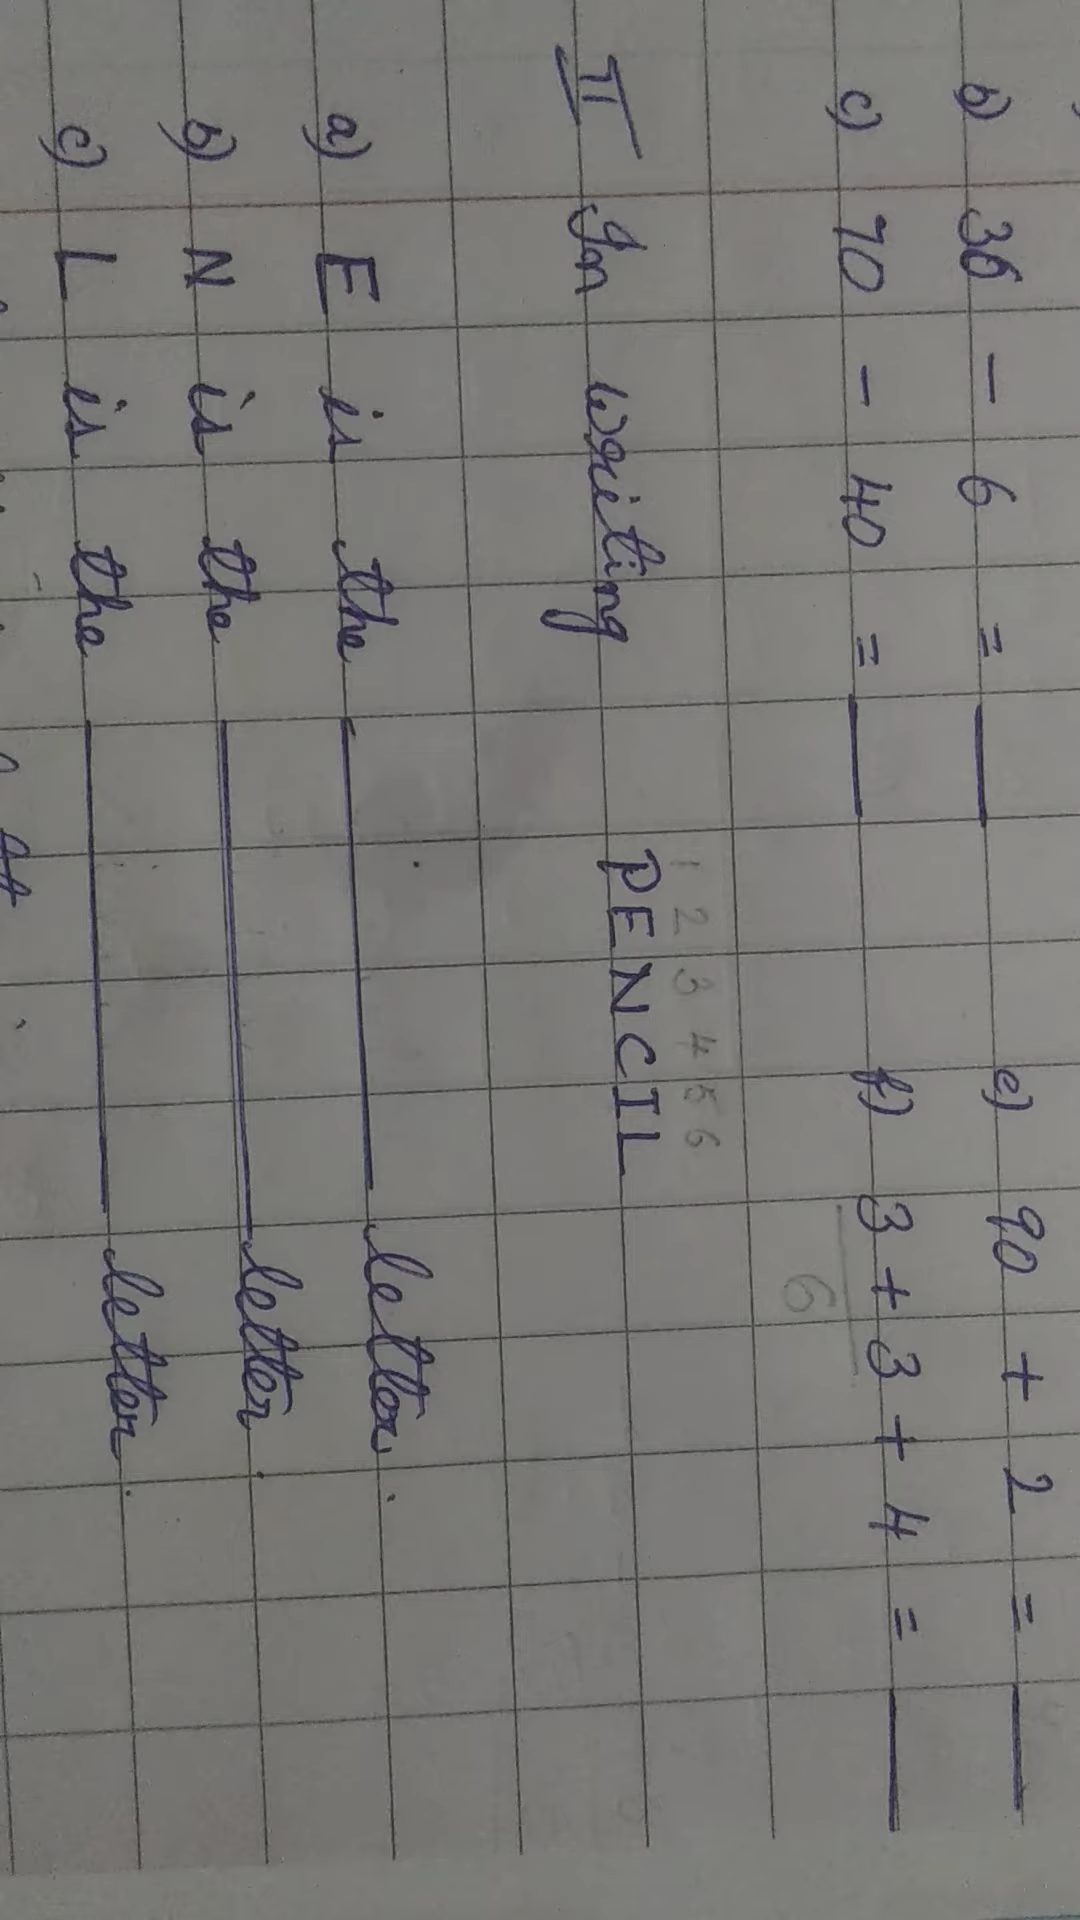 b) 36 - 6 = ___ e) 90 + 2 = ___
c) 70 - 40 = ___ f) 3 + 3 + 4 = ___
6
1 2 3 4 5 6
II In writing PENCIL
a) E is the ___ letter.
b) N is the ___ letter.
c) L is the ___ letter.